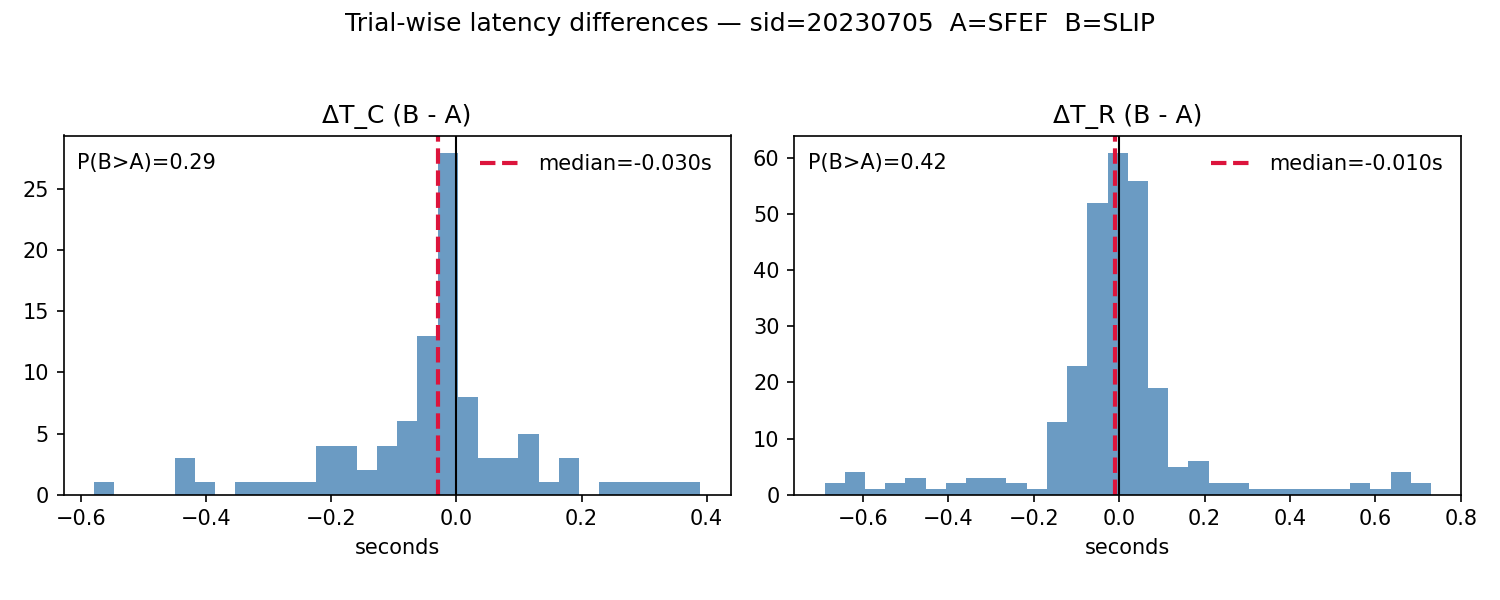 Trial-wise latency differences — sid=20230705  A=SFEF  B=SLIP
ΔT_C (B - A)
P(B>A)=0.29
median=-0.030s
25
20
15
10
5
0
−0.6 −0.4 −0.2 0.0 0.2 0.4
seconds
ΔT_R (B - A)
P(B>A)=0.42
median=-0.010s
60
50
40
30
20
10
0
−0.6 −0.4 −0.2 0.0 0.2 0.4 0.6 0.8
seconds